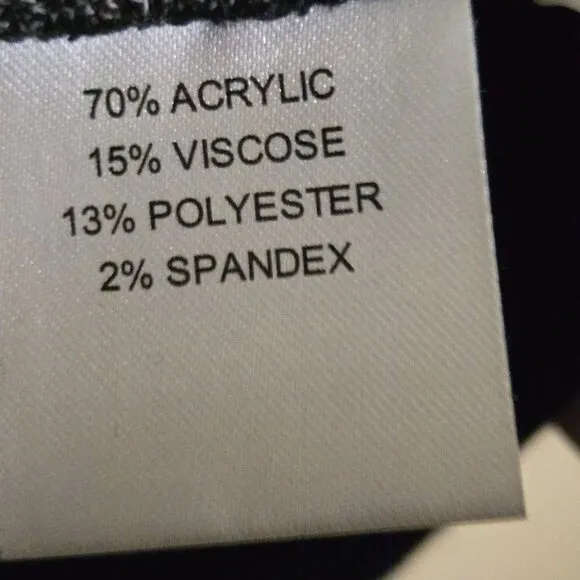 70% ACRYLIC
15% VISCOSE
13% POLYESTER
2% SPANDEX